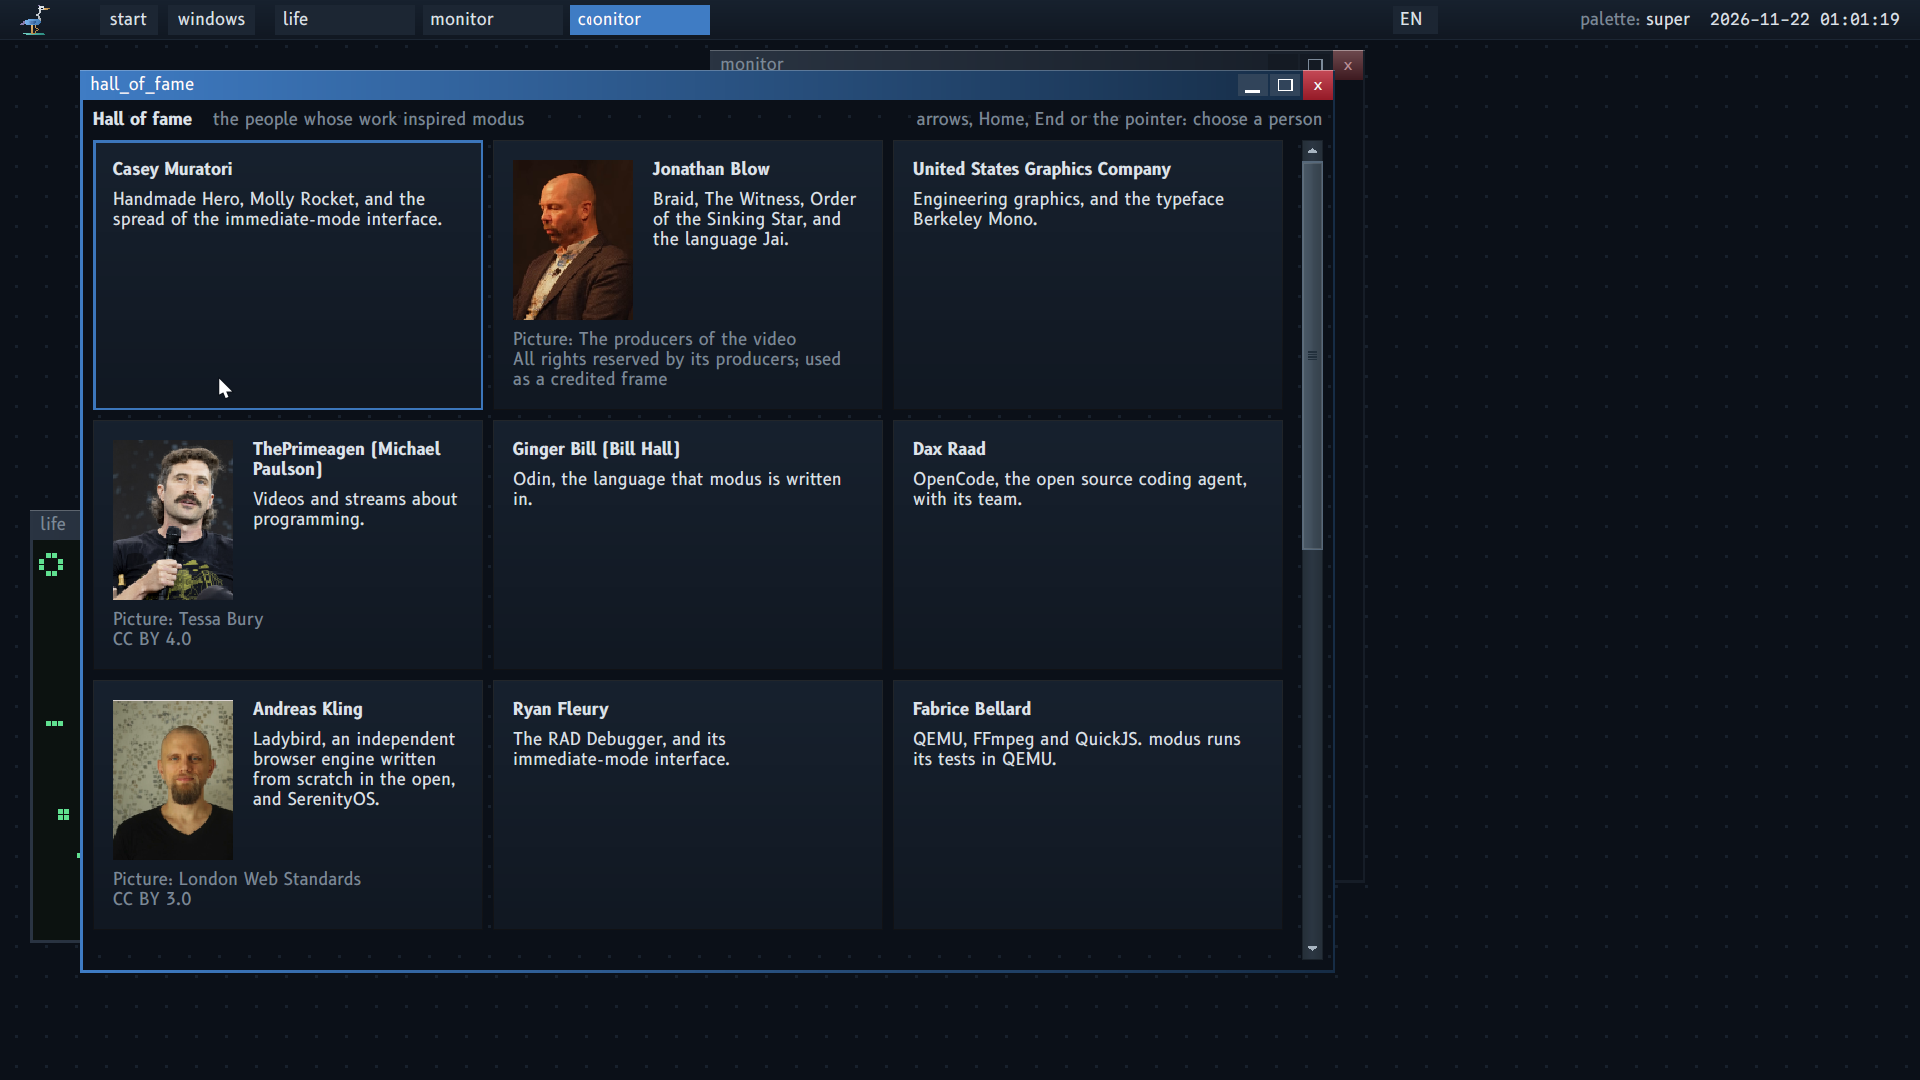 start windows life monitor cconitor EN palette: super 2026-11-22 01:01:19
monitor x
hall_of_fame x
Hall of fame the people whose work inspired modus arrows, Home, End or the pointer: choose a person
Casey Muratori
Handmade Hero, Molly Rocket, and the
spread of the immediate-mode interface.
Jonathan Blow
Braid, The Witness, Order
of the Sinking Star, and
the language Jai.
Picture: The producers of the video
All rights reserved by its producers; used
as a credited frame
United States Graphics Company
Engineering graphics, and the typeface
Berkeley Mono.
ThePrimeagen (Michael
Paulson)
Videos and streams about
programming.
Picture: Tessa Bury
CC BY 4.0
Ginger Bill (Bill Hall)
Odin, the language that modus is written
in.
Dax Raad
OpenCode, the open source coding agent,
with its team.
life
Andreas Kling
Ladybird, an independent
browser engine written
from scratch in the open,
and SerenityOS.
Picture: London Web Standards
CC BY 3.0
Ryan Fleury
The RAD Debugger, and its
immediate-mode interface.
Fabrice Bellard
QEMU, FFmpeg and QuickJS. modus runs
its tests in QEMU.